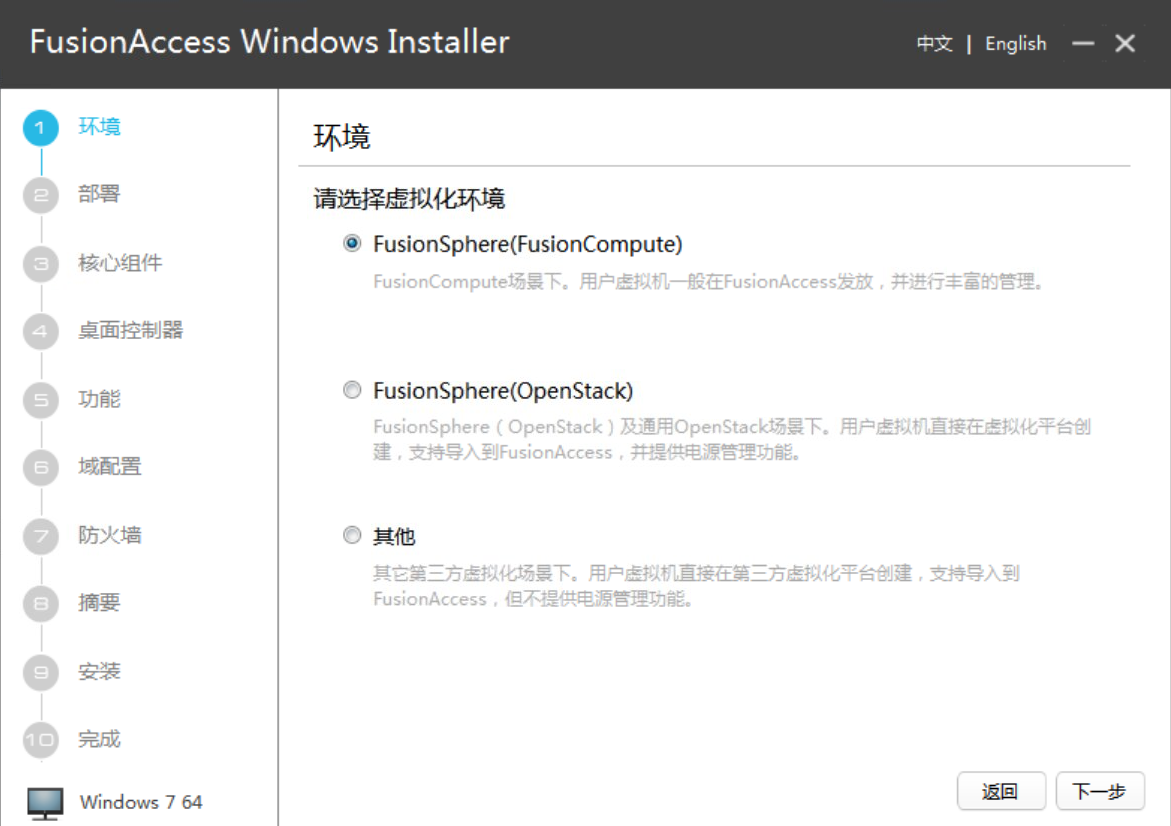 FusionAccess Windows Installer
中文 | English
1 环境
2 部署
3 核心组件
4 桌面控制器
5 功能
6 域配置
7 防火墙
8 摘要
9 安装
10 完成
Windows 7 64
环境
请选择虚拟化环境
FusionSphere(FusionCompute)
FusionCompute场景下。用户虚拟机一般在FusionAccess发放，并进行丰富的管理。
FusionSphere(OpenStack)
FusionSphere（OpenStack）及通用OpenStack场景下。用户虚拟机直接在虚拟化平台创
建，支持导入到FusionAccess，并提供电源管理功能。
其他
其它第三方虚拟化场景下。用户虚拟机直接在第三方虚拟化平台创建，支持导入到
FusionAccess，但不提供电源管理功能。
返回
下一步